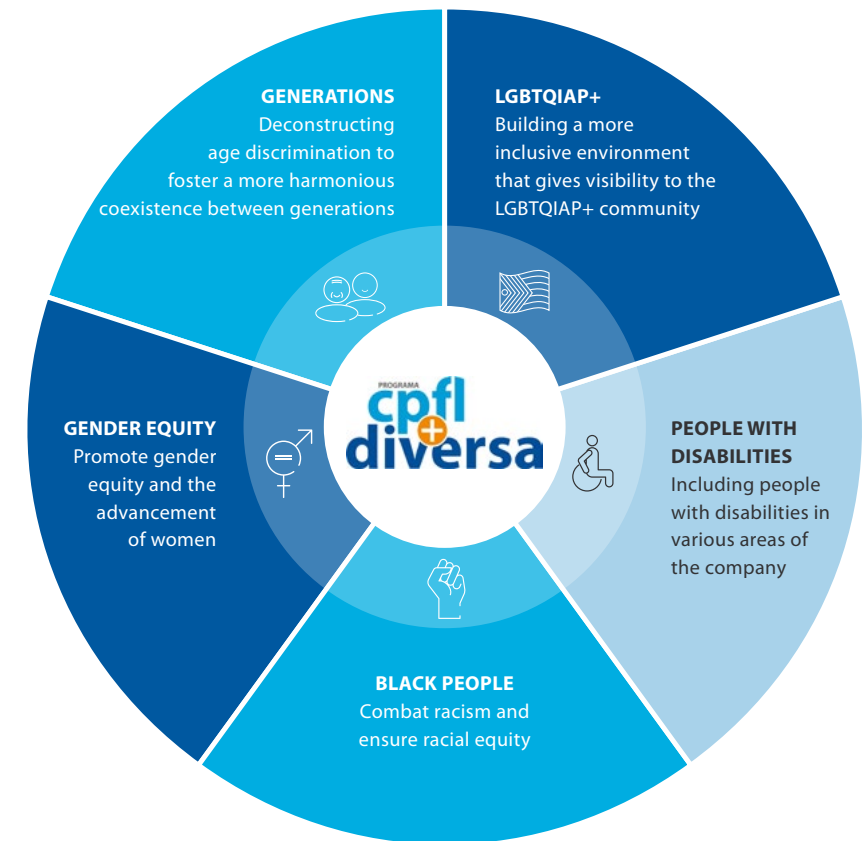 GENERATIONS
Deconstructing
age discrimination to
foster a more harmonious
coexistence between generations
LGBTQIAP+
Building a more
inclusive environment
that gives visibility to the
LGBTQIAP+ community
PROGRAMA
cpfl
+
diversa
GENDER EQUITY
Promote gender
equity and the
advancement
of women
PEOPLE WITH
DISABILITIES
Including people
with disabilities in
various areas of
the company
BLACK PEOPLE
Combat racism and
ensure racial equity